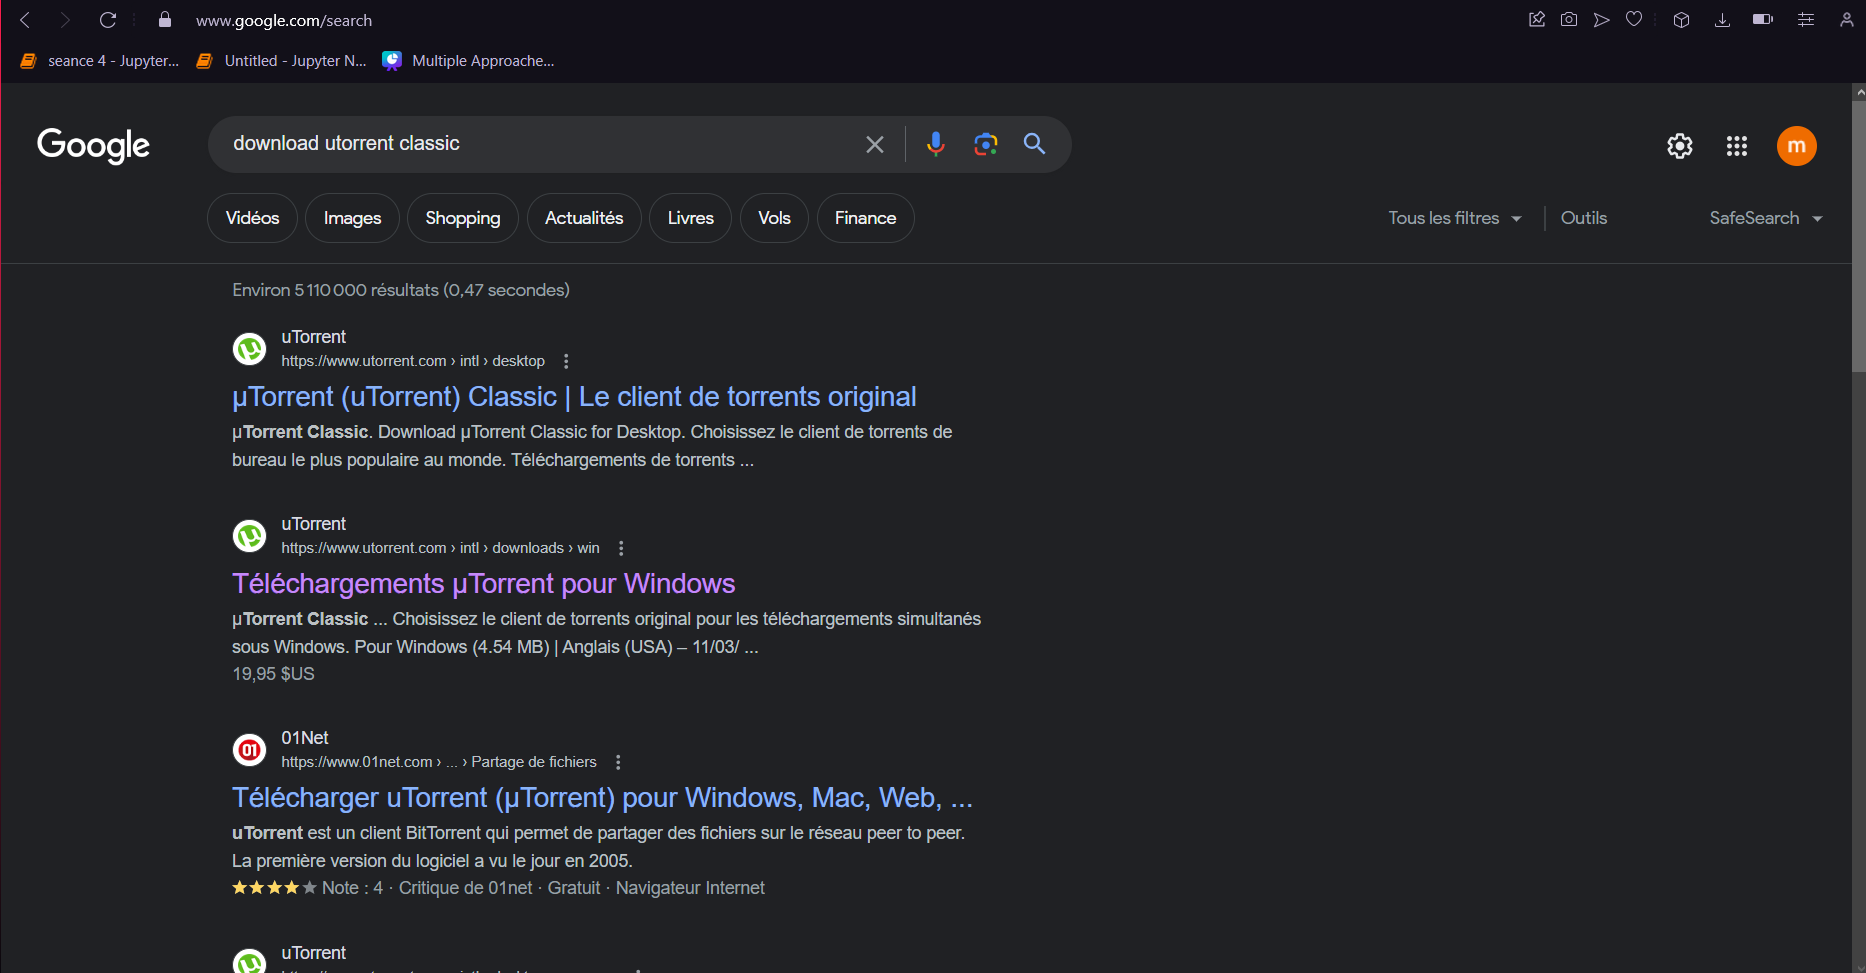 www.google.com/search
seance 4 - Jupyter...
Untitled - Jupyter N...
Multiple Approache...
Google
download utorrent classic
m
Vidéos
Images
Shopping
Actualités
Livres
Vols
Finance
Tous les filtres
Outils
SafeSearch
Environ 5 110 000 résultats (0,47 secondes)
uTorrent
https://www.utorrent.com › intl › desktop
µTorrent (uTorrent) Classic | Le client de torrents original
µTorrent Classic. Download µTorrent Classic for Desktop. Choisissez le client de torrents de
bureau le plus populaire au monde. Téléchargements de torrents ...
uTorrent
https://www.utorrent.com › intl › downloads › win
Téléchargements µTorrent pour Windows
µTorrent Classic ... Choisissez le client de torrents original pour les téléchargements simultanés
sous Windows. Pour Windows (4.54 MB) | Anglais (USA) – 11/03/ ...
19,95 $US
01
01Net
https://www.01net.com › ... › Partage de fichiers
Télécharger uTorrent (µTorrent) pour Windows, Mac, Web, ...
uTorrent est un client BitTorrent qui permet de partager des fichiers sur le réseau peer to peer.
La première version du logiciel a vu le jour en 2005.
Note : 4 · Critique de 01net · Gratuit · Navigateur Internet
uTorrent